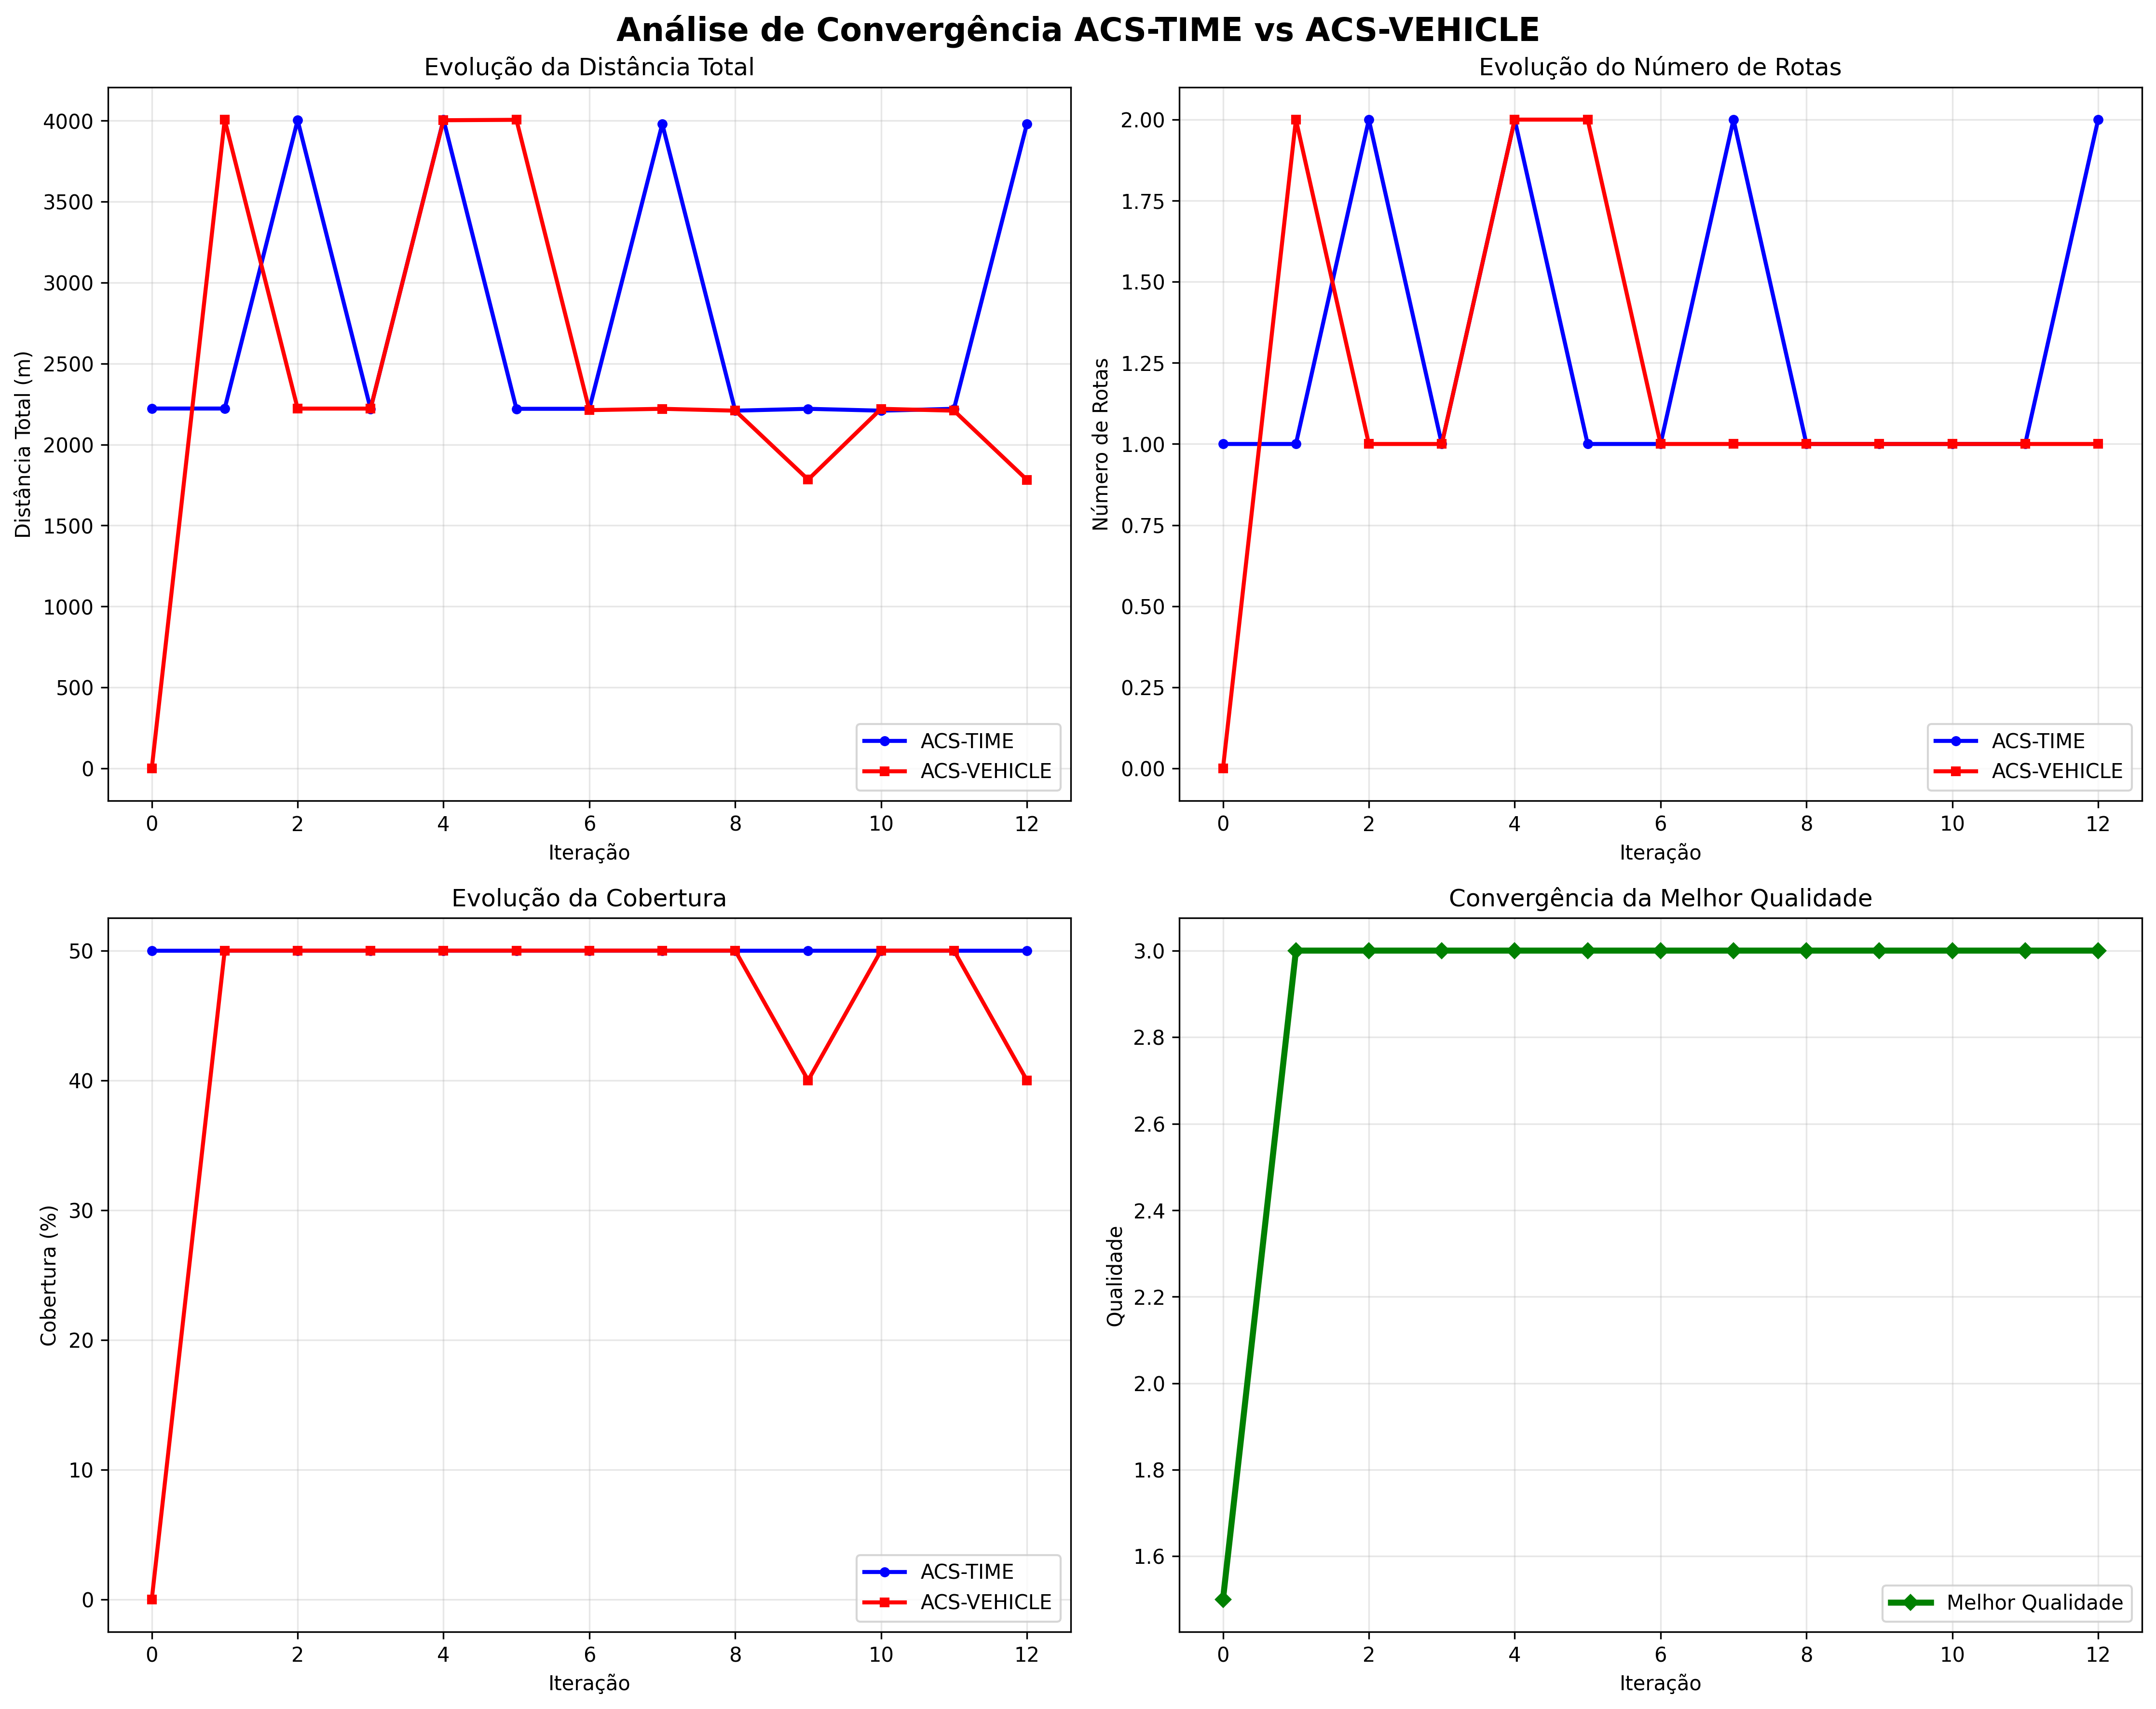 Análise de Convergência ACS-TIME vs ACS-VEHICLE
Evolução da Distância Total
Distância Total (m)
4000
3500
3000
2500
2000
1500
1000
500
0
0 2 4 6 8 10 12
Iteração
ACS-TIME
ACS-VEHICLE
Evolução do Número de Rotas
Número de Rotas
2.00
1.75
1.50
1.25
1.00
0.75
0.50
0.25
0.00
0 2 4 6 8 10 12
Iteração
ACS-TIME
ACS-VEHICLE
Evolução da Cobertura
Cobertura (%)
50
40
30
20
10
0
0 2 4 6 8 10 12
Iteração
ACS-TIME
ACS-VEHICLE
Convergência da Melhor Qualidade
Qualidade
3.0
2.8
2.6
2.4
2.2
2.0
1.8
1.6
0 2 4 6 8 10 12
Iteração
Melhor Qualidade